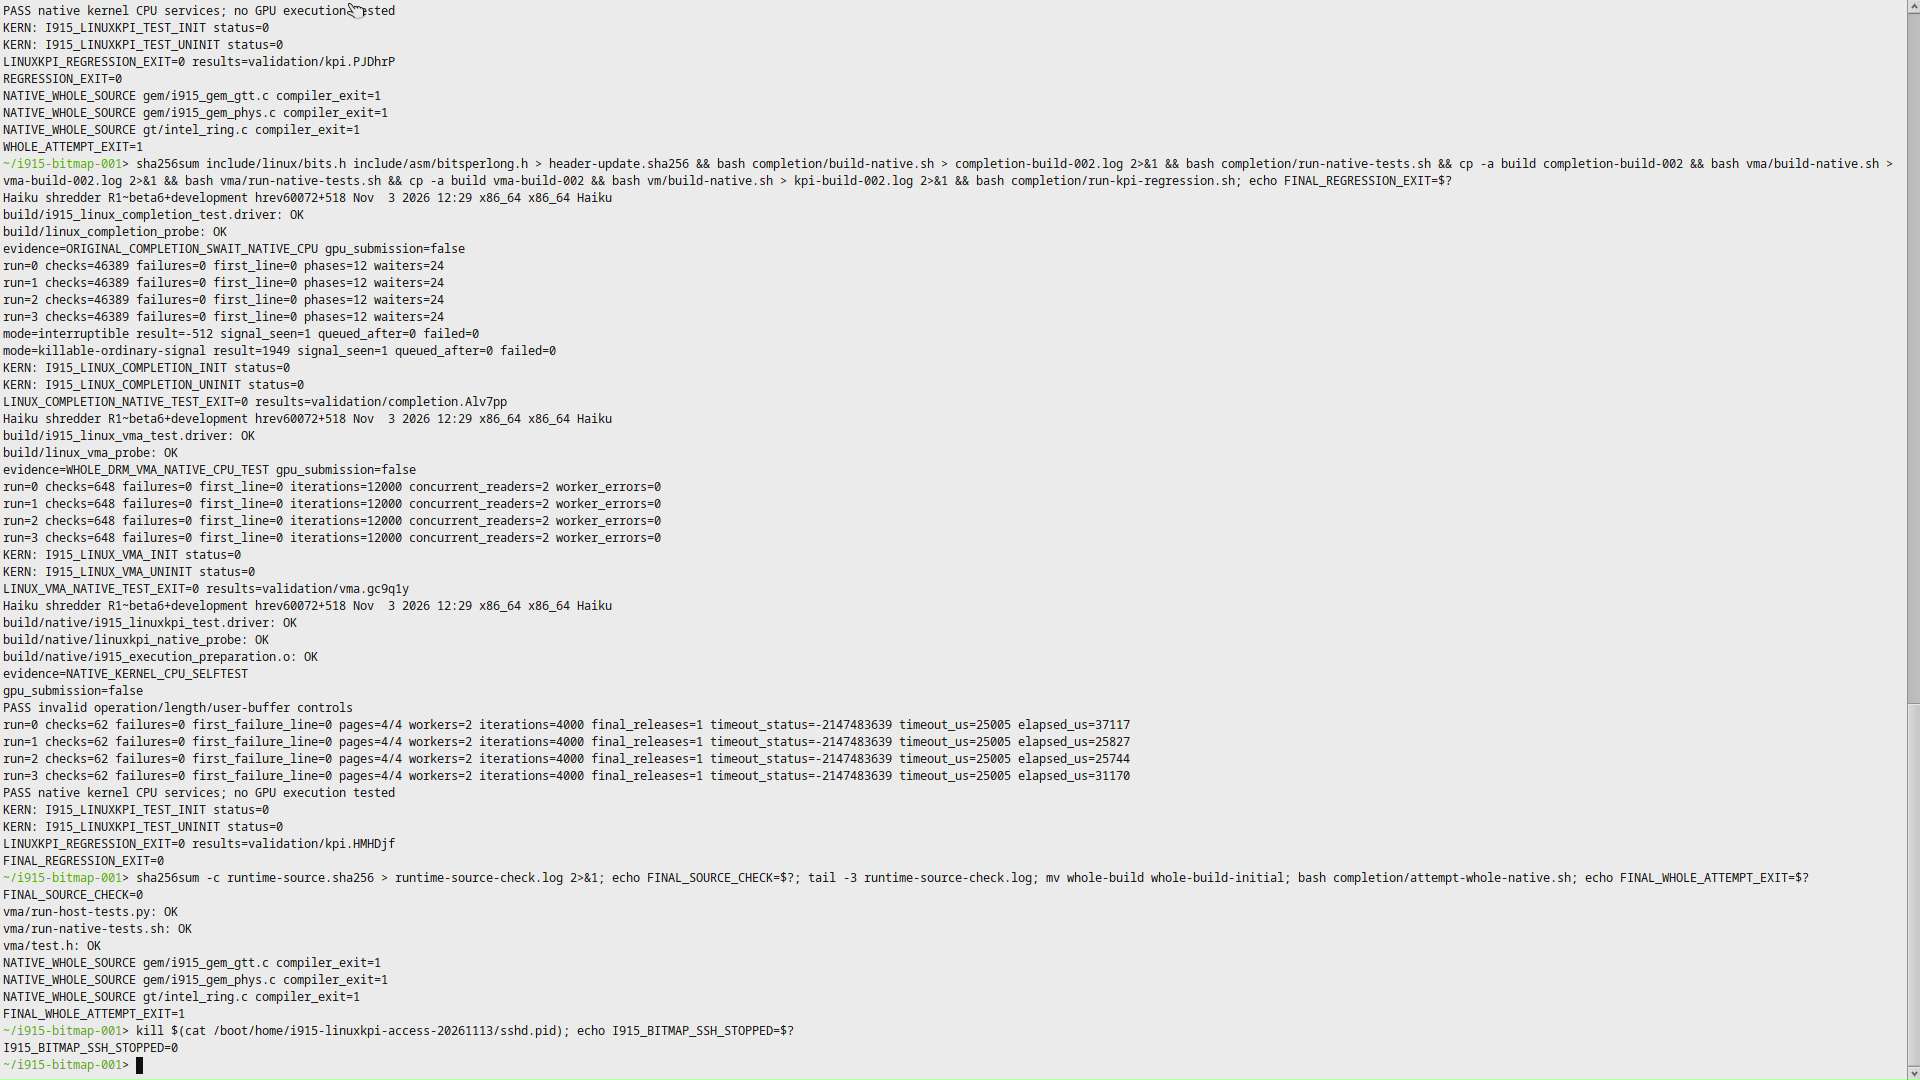 PASS native kernel CPU services; no GPU execution ested
KERN: I915_LINUXKPI_TEST_INIT status=0
KERN: I915_LINUXKPI_TEST_UNINIT status=0
LINUXKPI_REGRESSION_EXIT=0 results=validation/kpi.PJDhrP
REGRESSION_EXIT=0
NATIVE_WHOLE_SOURCE gem/i915_gem_gtt.c compiler_exit=1
NATIVE_WHOLE_SOURCE gem/i915_gem_phys.c compiler_exit=1
NATIVE_WHOLE_SOURCE gt/intel_ring.c compiler_exit=1
WHOLE_ATTEMPT_EXIT=1
~/i915-bitmap-001> sha256sum include/linux/bits.h include/asm/bitsperlong.h > header-update.sha256 && bash completion/build-native.sh > completion-build-002.log 2>&1 && bash completion/run-native-tests.sh && cp -a build completion-build-002 && bash vma/build-native.sh >
vma-build-002.log 2>&1 && bash vma/run-native-tests.sh && cp -a build vma-build-002 && bash vm/build-native.sh > kpi-build-002.log 2>&1 && bash completion/run-kpi-regression.sh; echo FINAL_REGRESSION_EXIT=$?
Haiku shredder R1~beta6+development hrev60072+518 Nov  3 2026 12:29 x86_64 x86_64 Haiku
build/i915_linux_completion_test.driver: OK
build/linux_completion_probe: OK
evidence=ORIGINAL_COMPLETION_SWAIT_NATIVE_CPU gpu_submission=false
run=0 checks=46389 failures=0 first_line=0 phases=12 waiters=24
run=1 checks=46389 failures=0 first_line=0 phases=12 waiters=24
run=2 checks=46389 failures=0 first_line=0 phases=12 waiters=24
run=3 checks=46389 failures=0 first_line=0 phases=12 waiters=24
mode=interruptible result=-512 signal_seen=1 queued_after=0 failed=0
mode=killable-ordinary-signal result=1949 signal_seen=1 queued_after=0 failed=0
KERN: I915_LINUX_COMPLETION_INIT status=0
KERN: I915_LINUX_COMPLETION_UNINIT status=0
LINUX_COMPLETION_NATIVE_TEST_EXIT=0 results=validation/completion.Alv7pp
Haiku shredder R1~beta6+development hrev60072+518 Nov  3 2026 12:29 x86_64 x86_64 Haiku
build/i915_linux_vma_test.driver: OK
build/linux_vma_probe: OK
evidence=WHOLE_DRM_VMA_NATIVE_CPU_TEST gpu_submission=false
run=0 checks=648 failures=0 first_line=0 iterations=12000 concurrent_readers=2 worker_errors=0
run=1 checks=648 failures=0 first_line=0 iterations=12000 concurrent_readers=2 worker_errors=0
run=2 checks=648 failures=0 first_line=0 iterations=12000 concurrent_readers=2 worker_errors=0
run=3 checks=648 failures=0 first_line=0 iterations=12000 concurrent_readers=2 worker_errors=0
KERN: I915_LINUX_VMA_INIT status=0
KERN: I915_LINUX_VMA_UNINIT status=0
LINUX_VMA_NATIVE_TEST_EXIT=0 results=validation/vma.gc9q1y
Haiku shredder R1~beta6+development hrev60072+518 Nov  3 2026 12:29 x86_64 x86_64 Haiku
build/native/i915_linuxkpi_test.driver: OK
build/native/linuxkpi_native_probe: OK
build/native/i915_execution_preparation.o: OK
evidence=NATIVE_KERNEL_CPU_SELFTEST
gpu_submission=false
PASS invalid operation/length/user-buffer controls
run=0 checks=62 failures=0 first_failure_line=0 pages=4/4 workers=2 iterations=4000 final_releases=1 timeout_status=-2147483639 timeout_us=25005 elapsed_us=37117
run=1 checks=62 failures=0 first_failure_line=0 pages=4/4 workers=2 iterations=4000 final_releases=1 timeout_status=-2147483639 timeout_us=25005 elapsed_us=25827
run=2 checks=62 failures=0 first_failure_line=0 pages=4/4 workers=2 iterations=4000 final_releases=1 timeout_status=-2147483639 timeout_us=25005 elapsed_us=25744
run=3 checks=62 failures=0 first_failure_line=0 pages=4/4 workers=2 iterations=4000 final_releases=1 timeout_status=-2147483639 timeout_us=25005 elapsed_us=31170
PASS native kernel CPU services; no GPU execution tested
KERN: I915_LINUXKPI_TEST_INIT status=0
KERN: I915_LINUXKPI_TEST_UNINIT status=0
LINUXKPI_REGRESSION_EXIT=0 results=validation/kpi.HMHDjf
FINAL_REGRESSION_EXIT=0
~/i915-bitmap-001> sha256sum -c runtime-source.sha256 > runtime-source-check.log 2>&1; echo FINAL_SOURCE_CHECK=$?; tail -3 runtime-source-check.log; mv whole-build whole-build-initial; bash completion/attempt-whole-native.sh; echo FINAL_WHOLE_ATTEMPT_EXIT=$?
FINAL_SOURCE_CHECK=0
vma/run-host-tests.py: OK
vma/run-native-tests.sh: OK
vma/test.h: OK
NATIVE_WHOLE_SOURCE gem/i915_gem_gtt.c compiler_exit=1
NATIVE_WHOLE_SOURCE gem/i915_gem_phys.c compiler_exit=1
NATIVE_WHOLE_SOURCE gt/intel_ring.c compiler_exit=1
FINAL_WHOLE_ATTEMPT_EXIT=1
~/i915-bitmap-001> kill $(cat /boot/home/i915-linuxkpi-access-20261113/sshd.pid); echo I915_BITMAP_SSH_STOPPED=$?
I915_BITMAP_SSH_STOPPED=0
~/i915-bitmap-001>